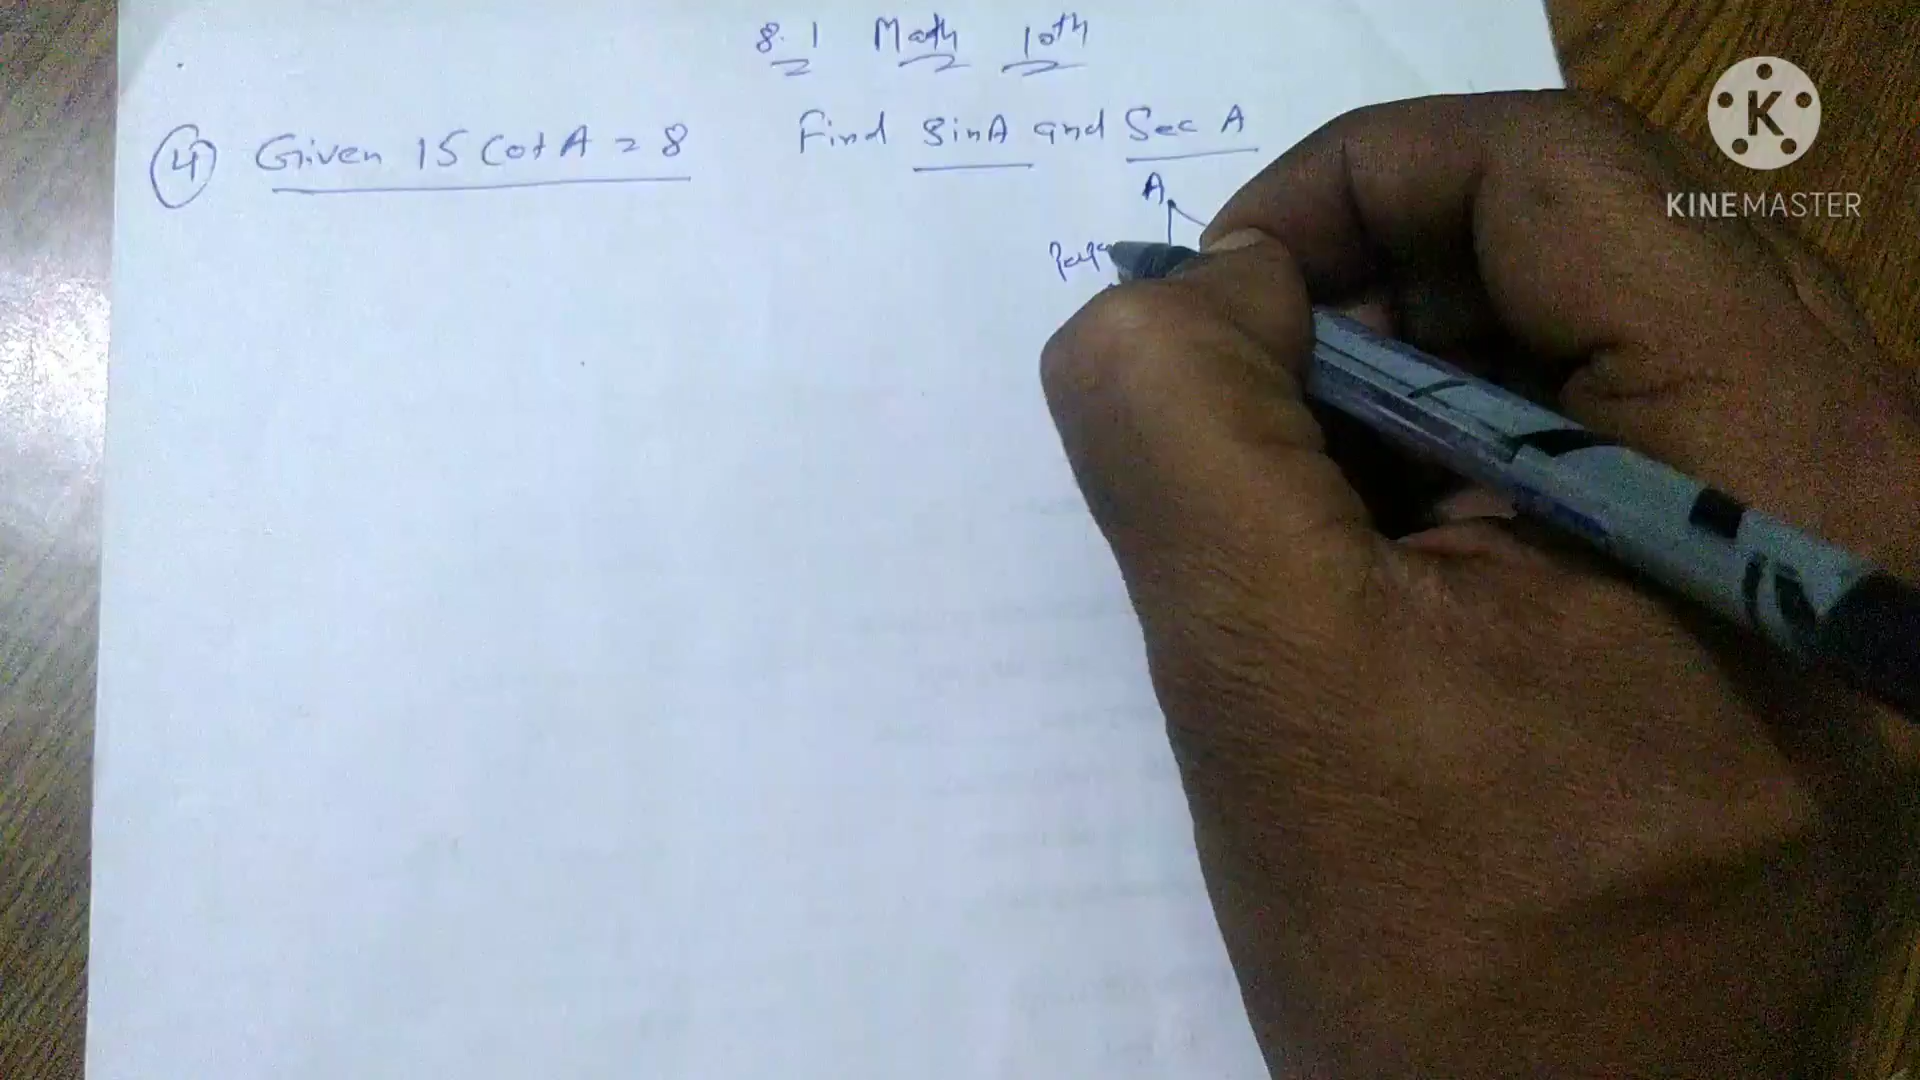 8.1 Math 10th
4 Given 15 Cot A = 8 Find SinA and Sec A
A
K
KINEMASTER